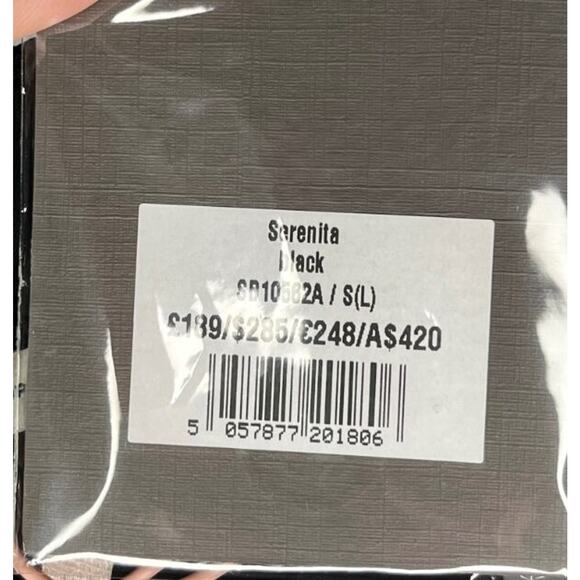 Serenita
black
SB10582A / S(L)
£189/$285/€248/A$420
5 057877 201806